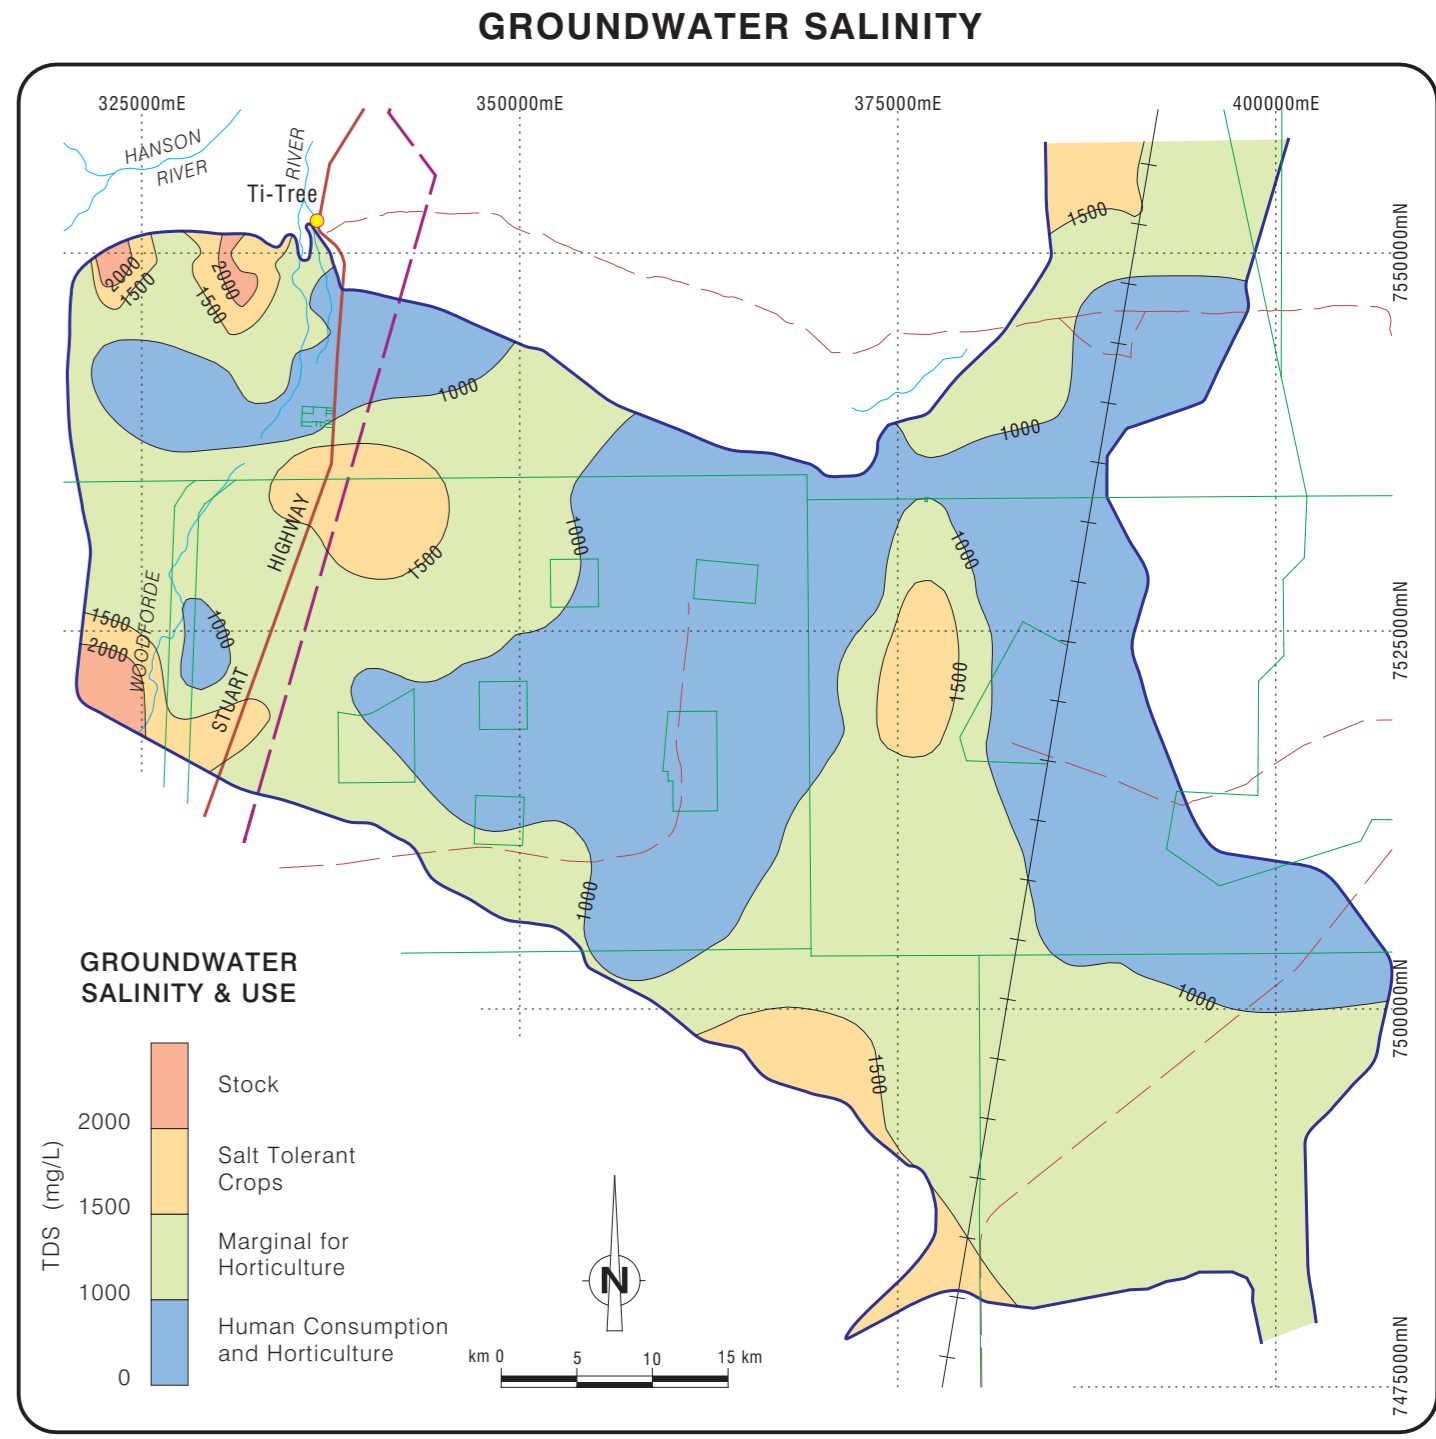 GROUNDWATER SALINITY
325000mE
350000mE
375000mE
400000mE
HANSON
RIVER
RIVER
Ti-Tree
1500
7550000mN
2000
1500
2000
1500
1000
1000
1000
1000
1500
HIGHWAY
1500
WOODFORDE
1000
1500
2000
STUART
1500
7525000mN
1000
1000
7500000mN
1500
GROUNDWATER
SALINITY & USE
Stock
2000
Salt Tolerant
Crops
1500
Marginal for
Horticulture
1000
Human Consumption
and Horticulture
0
TDS (mg/L)
N
km 0 5 10 15 km
7475000mN